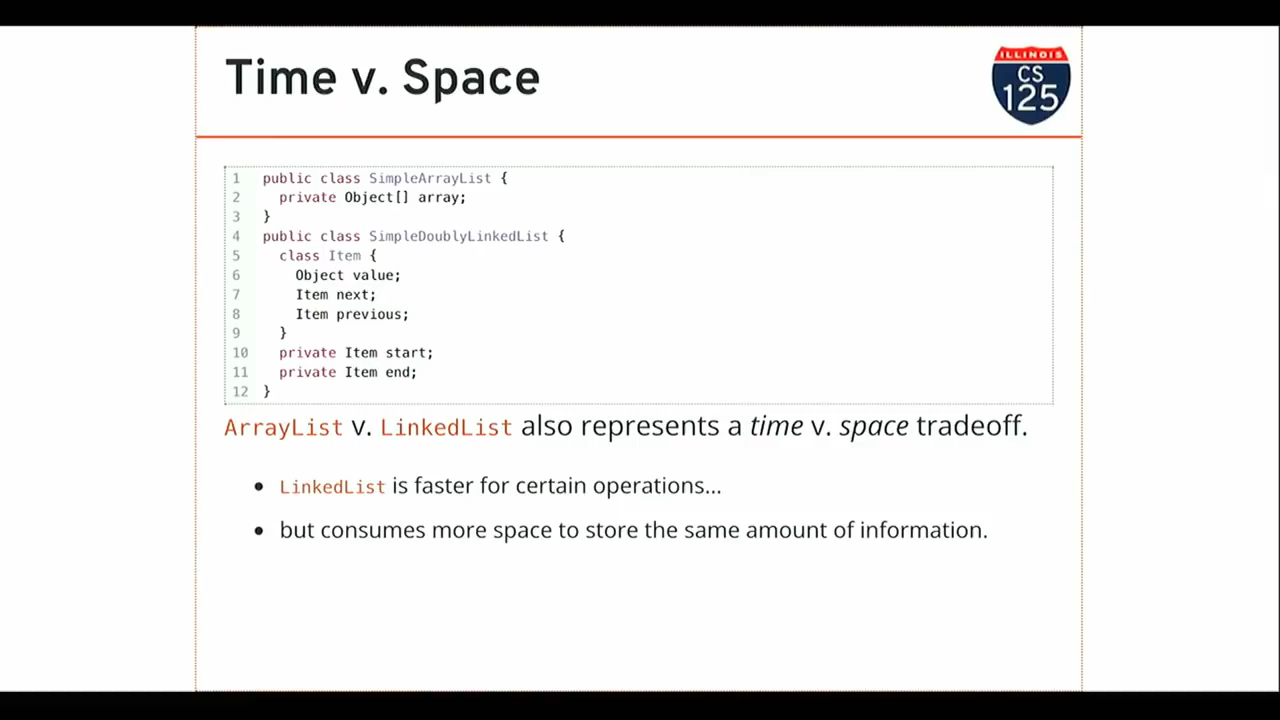 Time v. Space
ILLINOIS
CS
125
1 public class SimpleArrayList {
2   private Object[] array;
3 }
4 public class SimpleDoublyLinkedList {
5   class Item {
6     Object value;
7     Item next;
8     Item previous;
9   }
10   private Item start;
11   private Item end;
12 }
ArrayList v. LinkedList also represents a time v. space tradeoff.
• LinkedList is faster for certain operations...
• but consumes more space to store the same amount of information.